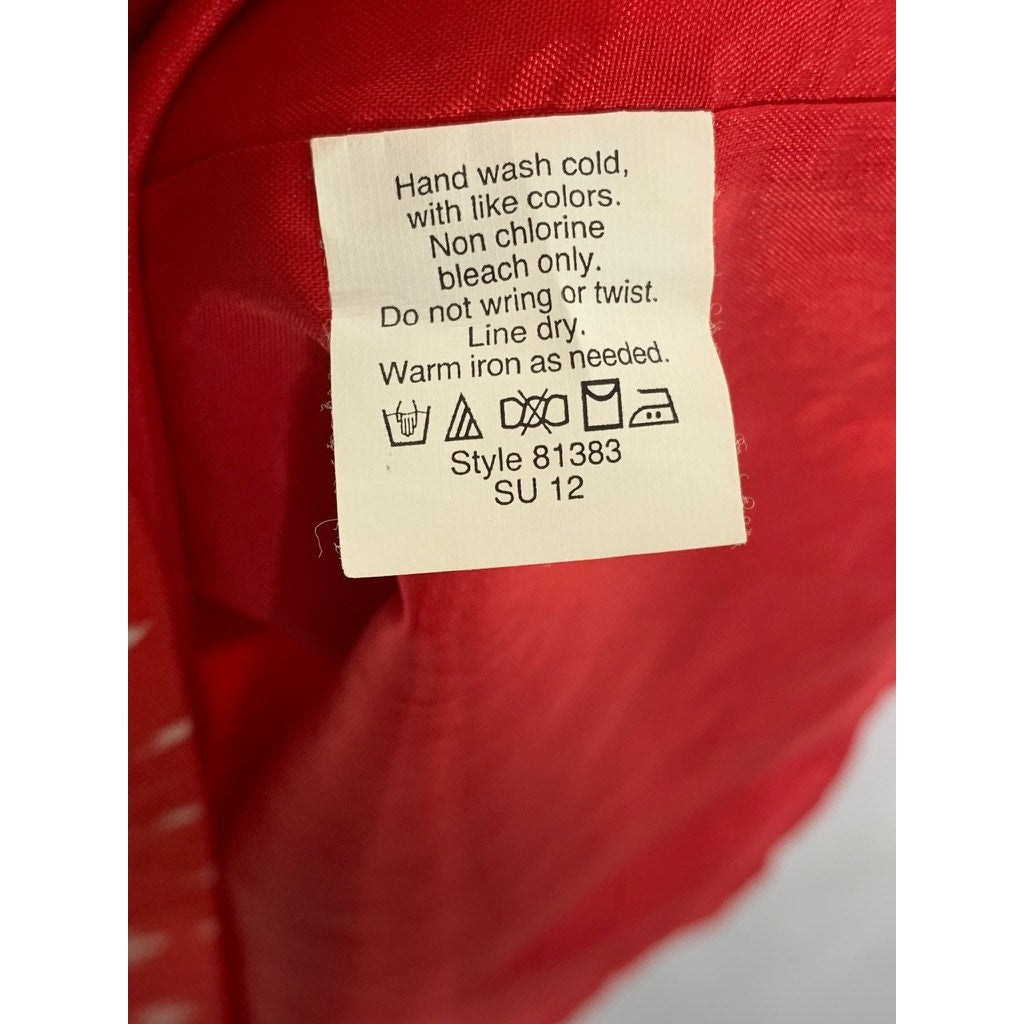 Hand wash cold,
with like colors.
Non chlorine
bleach only.
Do not wring or twist.
Line dry.
Warm iron as needed.
Style 81383
SU 12